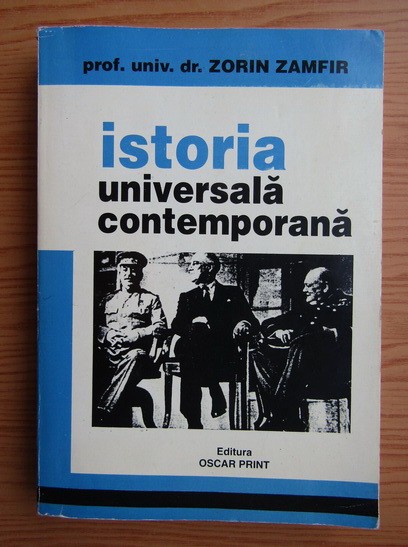 prof. univ. dr. ZORIN ZAMFIR
istoria
universală
contemporană
Editura
OSCAR PRINT